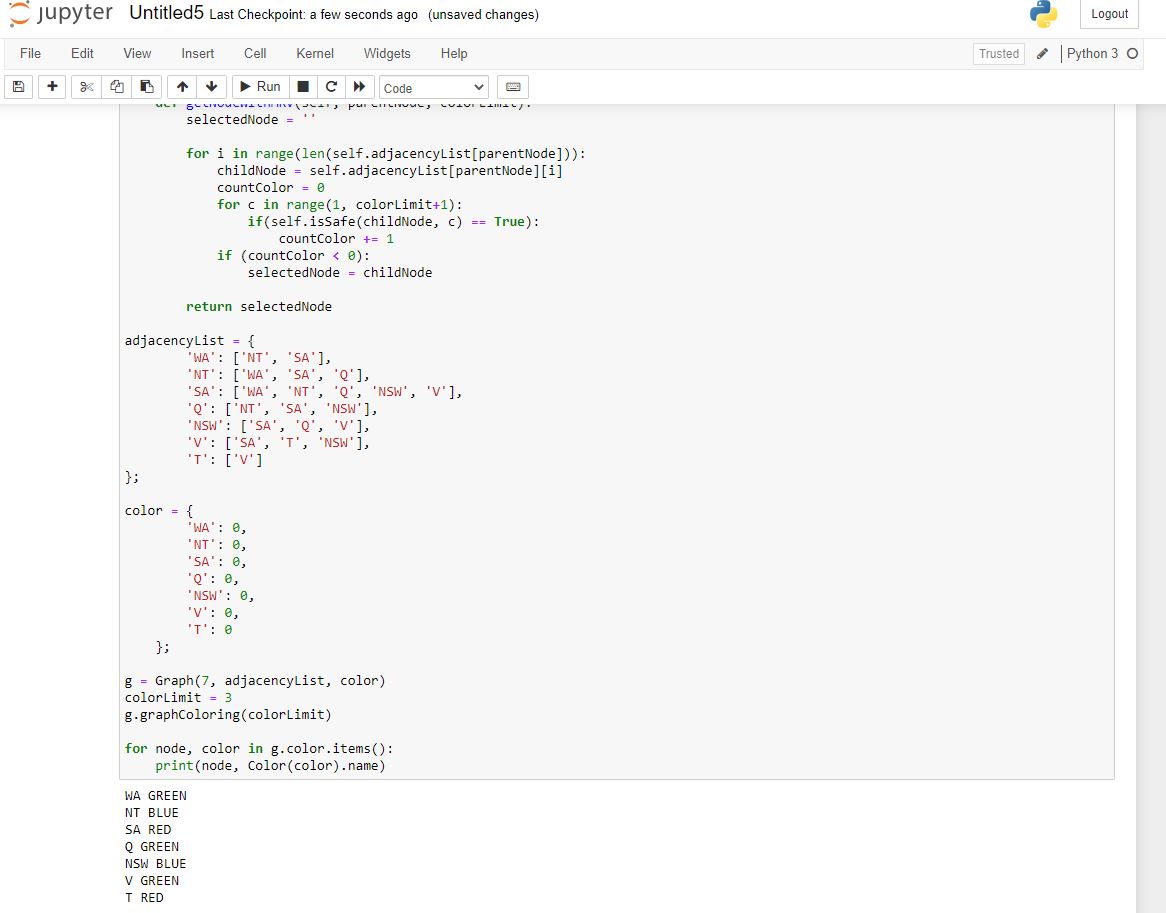 jupyter Untitled5 Last Checkpoint: a few seconds ago (unsaved changes) Logout
File Edit View Insert Cell Kernel Widgets Help Trusted Python 3
Run Code
def getNodeWithMRV(self, parentNode, colorLimit):
        selectedNode = ''
        for i in range(len(self.adjacencyList[parentNode])):
            childNode = self.adjacencyList[parentNode][i]
            countColor = 0
            for c in range(1, colorLimit+1):
                if(self.isSafe(childNode, c) == True):
                    countColor += 1
            if (countColor < 0):
                selectedNode = childNode
        return selectedNode
adjacencyList = {
        'WA': ['NT', 'SA'],
        'NT': ['WA', 'SA', 'Q'],
        'SA': ['WA', 'NT', 'Q', 'NSW', 'V'],
        'Q': ['NT', 'SA', 'NSW'],
        'NSW': ['SA', 'Q', 'V'],
        'V': ['SA', 'T', 'NSW'],
        'T': ['V']
};
color = {
        'WA': 0,
        'NT': 0,
        'SA': 0,
        'Q': 0,
        'NSW': 0,
        'V': 0,
        'T': 0
    };
g = Graph(7, adjacencyList, color)
colorLimit = 3
g.graphColoring(colorLimit)
for node, color in g.color.items():
    print(node, Color(color).name)
WA GREEN
NT BLUE
SA RED
Q GREEN
NSW BLUE
V GREEN
T RED